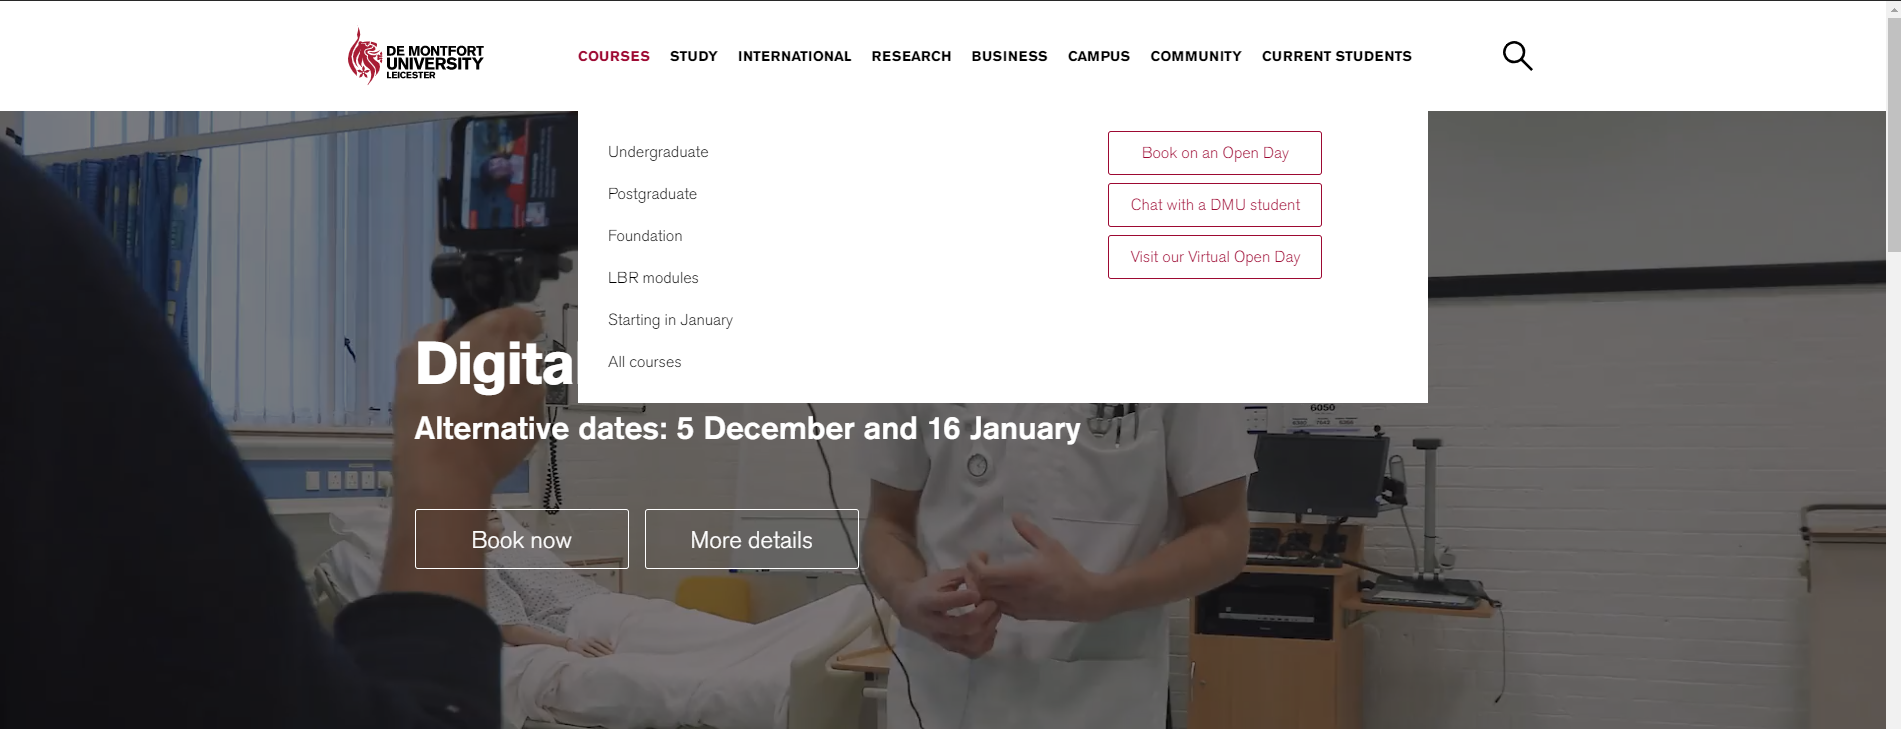 DE MONTFORT
UNIVERSITY
LEICESTER
COURSES STUDY INTERNATIONAL RESEARCH BUSINESS CAMPUS COMMUNITY CURRENT STUDENTS
Undergraduate
Postgraduate
Foundation
LBR modules
Starting in January
All courses
Book on an Open Day
Chat with a DMU student
Visit our Virtual Open Day
Digital
Alternative dates: 5 December and 16 January
Book now
More details
6050